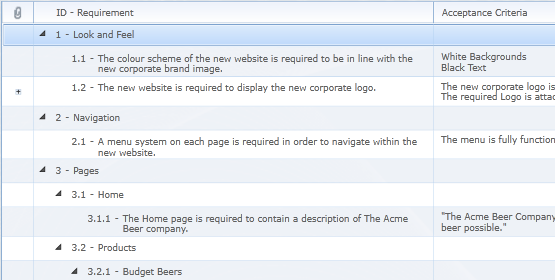 ID - Requirement
Acceptance Criteria
1 - Look and Feel
1.1 - The colour scheme of the new website is required to be in line with the
new corporate brand image.
White Backgrounds
Black Text
1.2 - The new website is required to display the new corporate logo.
The new corporate logo is
The required Logo is attac
2 - Navigation
2.1 - A menu system on each page is required in order to navigate within the
new website.
The menu is fully function
3 - Pages
3.1 - Home
3.1.1 - The Home page is required to contain a description of The Acme
Beer company.
"The Acme Beer Company
beer possible."
3.2 - Products
3.2.1 - Budget Beers